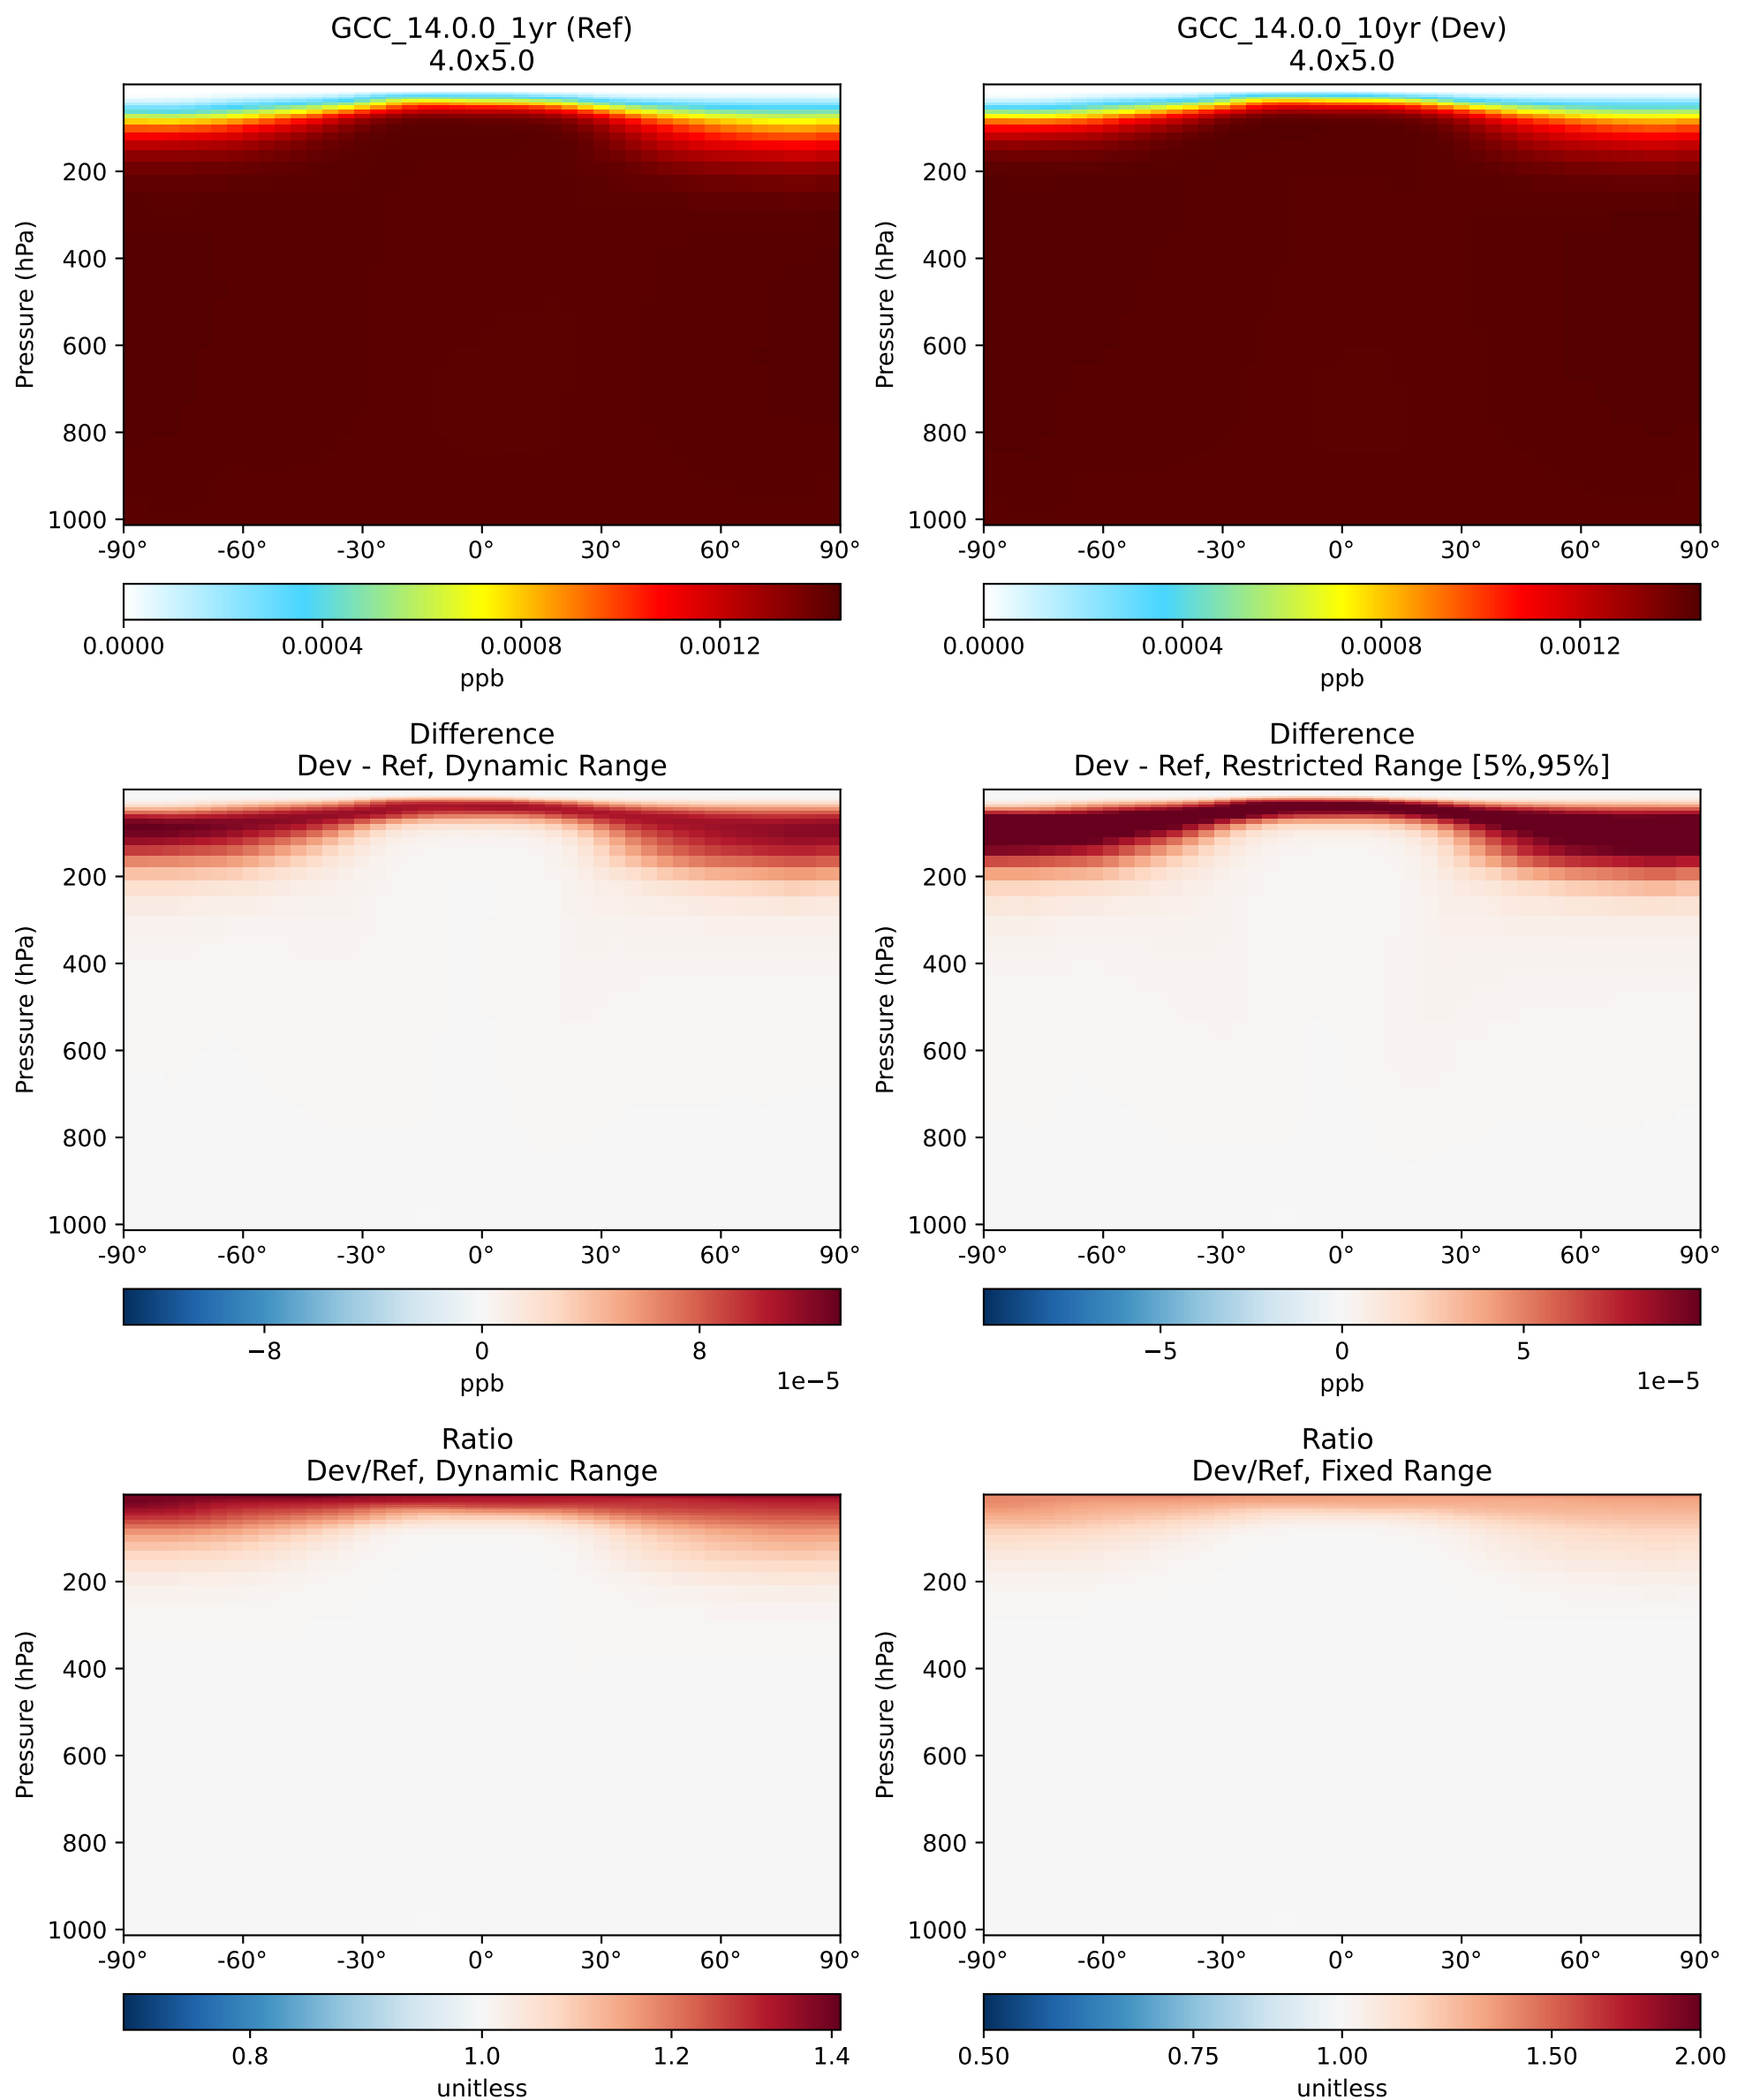 GCC_14.0.0_1yr (Ref)
4.0x5.0
GCC_14.0.0_10yr (Dev)
4.0x5.0
Pressure (hPa)
200
400
600
800
1000
-90° -60° -30° 0° 30° 60° 90°
0.0000 0.0004 0.0008 0.0012
ppb
Pressure (hPa)
200
400
600
800
1000
-90° -60° -30° 0° 30° 60° 90°
0.0000 0.0004 0.0008 0.0012
ppb
Difference
Dev - Ref, Dynamic Range
Pressure (hPa)
200
400
600
800
1000
-90° -60° -30° 0° 30° 60° 90°
−8 0 8
ppb
1e−5
Difference
Dev - Ref, Restricted Range [5%,95%]
Pressure (hPa)
200
400
600
800
1000
-90° -60° -30° 0° 30° 60° 90°
−5 0 5
ppb
1e−5
Ratio
Dev/Ref, Dynamic Range
Pressure (hPa)
200
400
600
800
1000
-90° -60° -30° 0° 30° 60° 90°
0.8 1.0 1.2 1.4
unitless
Ratio
Dev/Ref, Fixed Range
Pressure (hPa)
200
400
600
800
1000
-90° -60° -30° 0° 30° 60° 90°
0.50 0.75 1.00 1.50 2.00
unitless